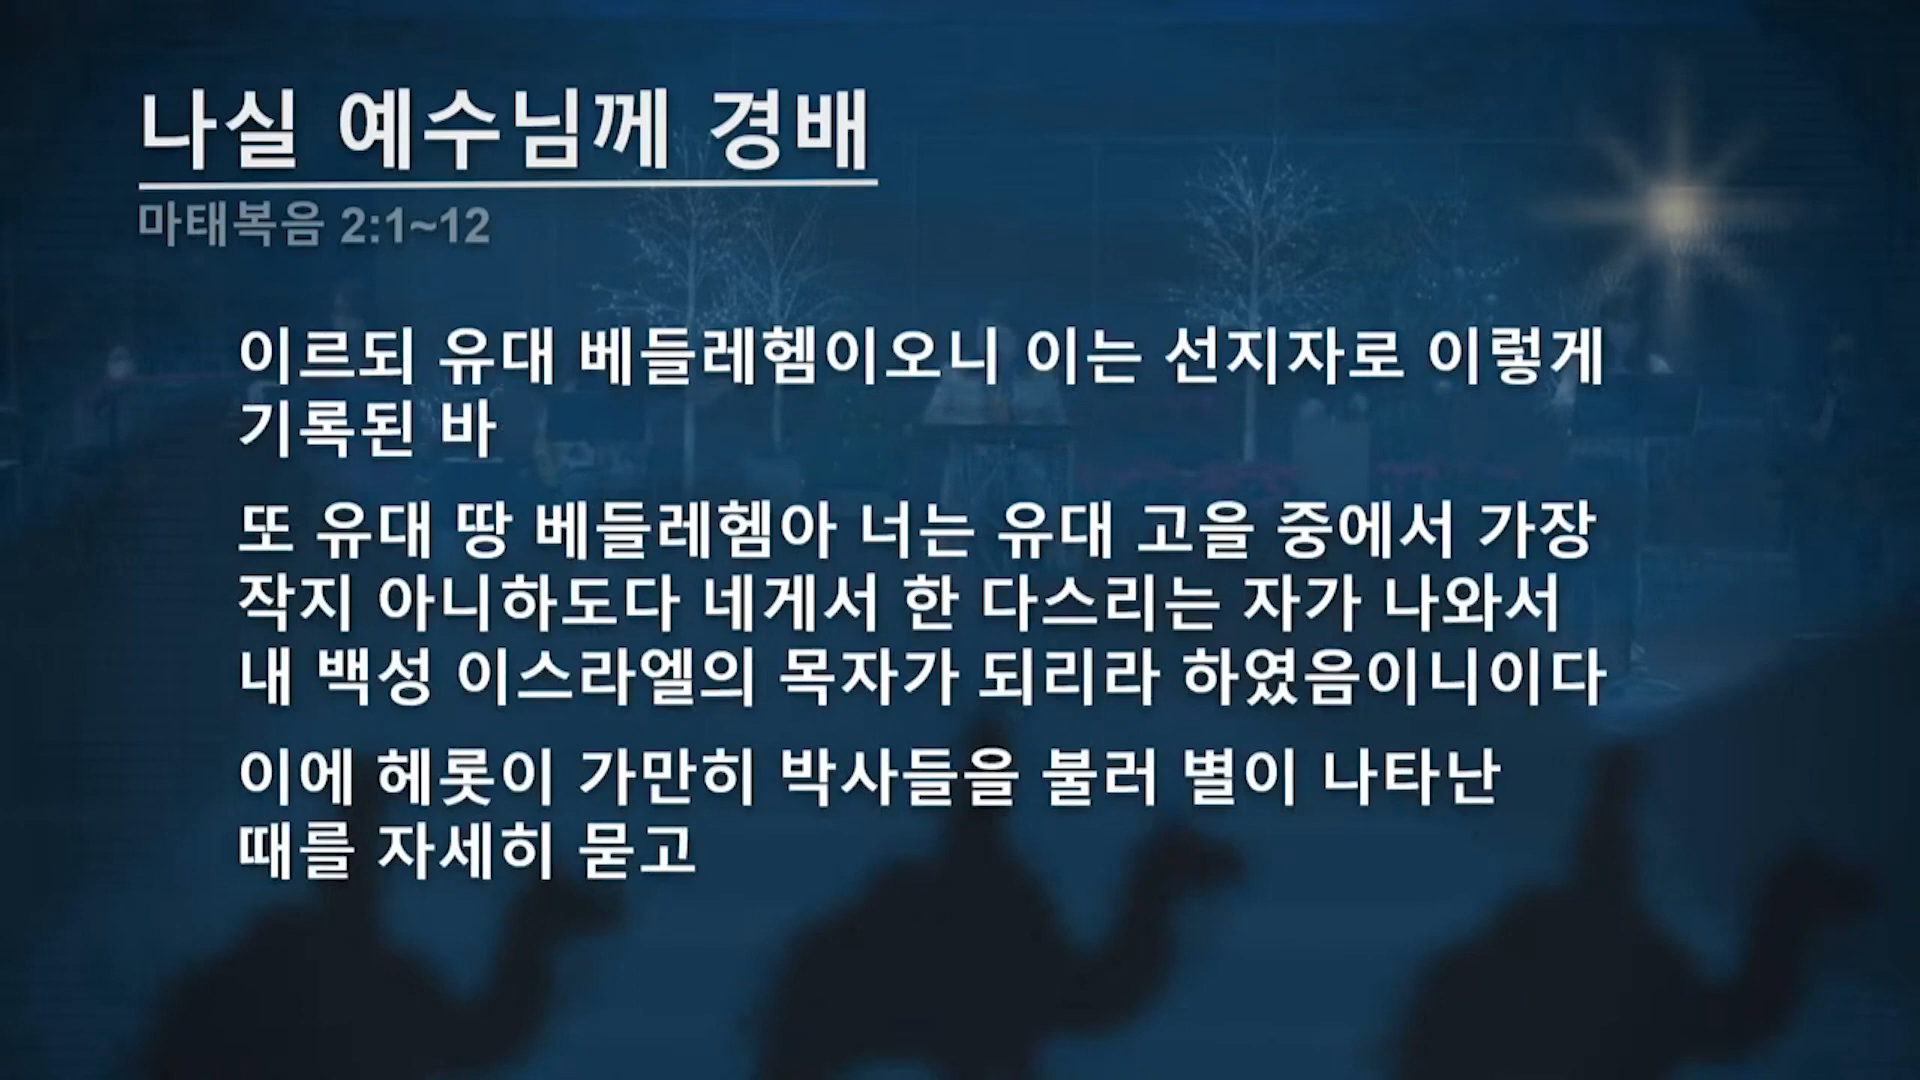 나실 예수님께 경배
마태복음 2:1~12
이르되 유대 베들레헴이오니 이는 선지자로 이렇게
기록된 바
또 유대 땅 베들레헴아 너는 유대 고을 중에서 가장
작지 아니하도다 네게서 한 다스리는 자가 나와서
내 백성 이스라엘의 목자가 되리라 하였음이니이다
이에 헤롯이 가만히 박사들을 불러 별이 나타난
때를 자세히 묻고